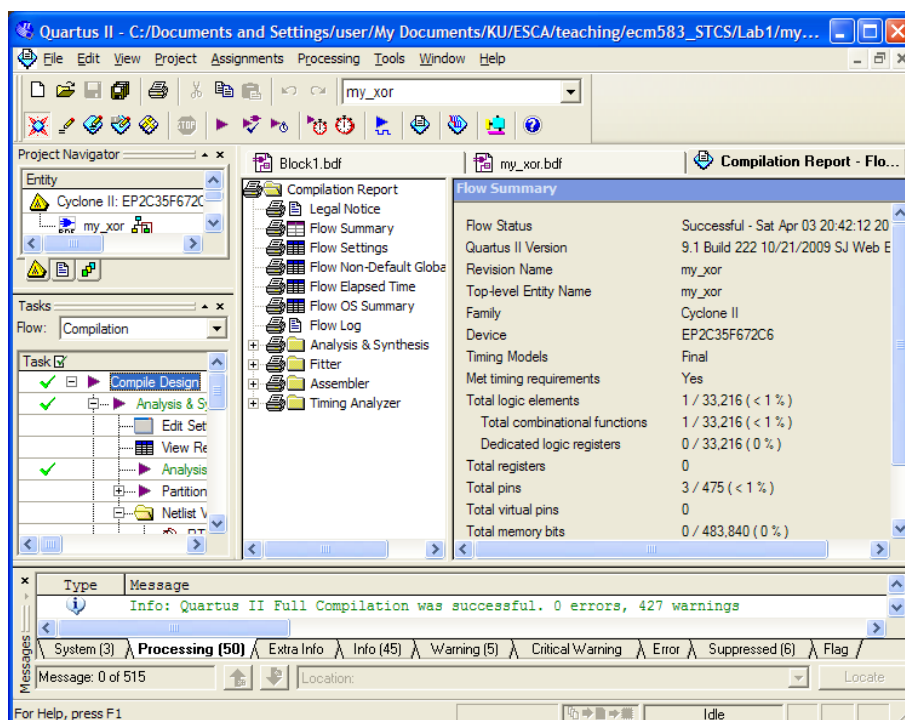 Quartus II - C:/Documents and Settings/user/My Documents/KU/ESCA/teaching/ecm583_STCS/Lab1/my...
File Edit View Project Assignments Processing Tools Window Help
my_xor
STOP
Project Navigator
Entity
Cyclone II: EP2C35F672C
my_xor
Tasks
Flow: Compilation
Task
Compile Design
Analysis & Sy
Edit Set
View Re
Analysis
Partition
Netlist V
Block1.bdf
my_xor.bdf
Compilation Report - Flo...
Compilation Report
Legal Notice
Flow Summary
Flow Settings
Flow Non-Default Globa
Flow Elapsed Time
Flow OS Summary
Flow Log
Analysis & Synthesis
Fitter
Assembler
Timing Analyzer
Flow Summary
Flow Status Successful - Sat Apr 03 20:42:12 20
Quartus II Version 9.1 Build 222 10/21/2009 SJ Web E
Revision Name my_xor
Top-level Entity Name my_xor
Family Cyclone II
Device EP2C35F672C6
Timing Models Final
Met timing requirements Yes
Total logic elements 1 / 33,216 ( < 1 % )
Total combinational functions 1 / 33,216 ( < 1 % )
Dedicated logic registers 0 / 33,216 ( 0 % )
Total registers 0
Total pins 3 / 475 ( < 1 % )
Total virtual pins 0
Total memory bits 0 / 483,840 ( 0 % )
Type Message
Info: Quartus II Full Compilation was successful. 0 errors, 427 warnings
System (3) Processing (50) Extra Info Info (45) Warning (5) Critical Warning Error Suppressed (6) Flag
Messages
Message: 0 of 515
Location:
Locate
For Help, press F1
Idle